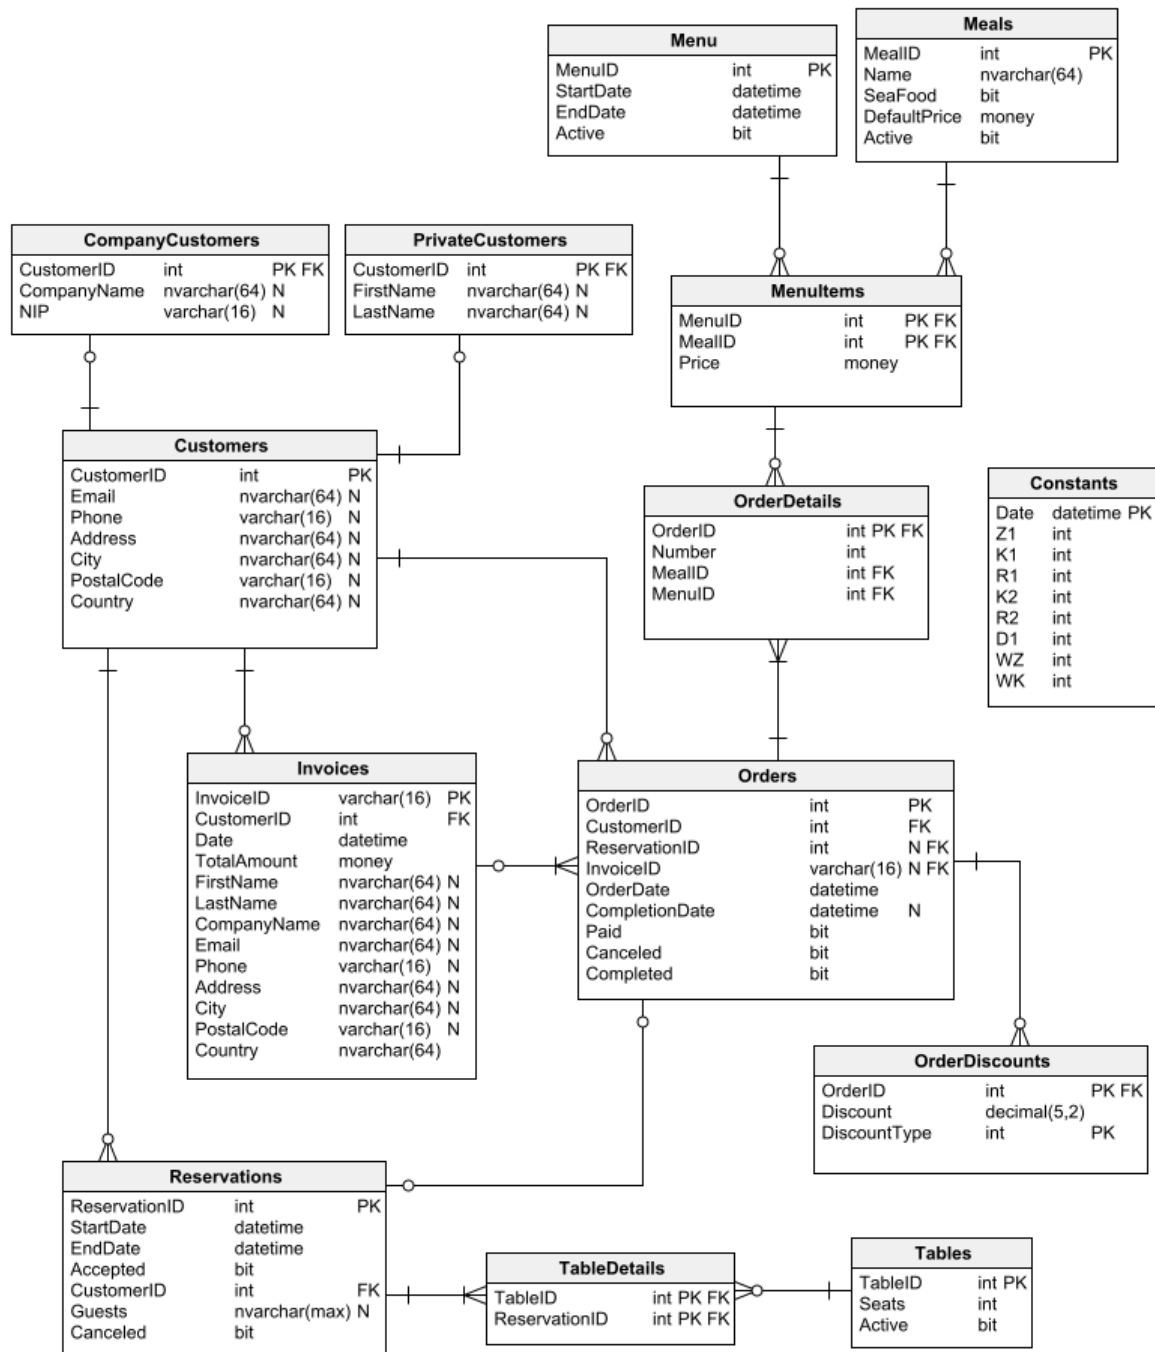 Menu
MenuID int PK
StartDate datetime
EndDate datetime
Active bit
Meals
MealID int PK
Name nvarchar(64)
SeaFood bit
DefaultPrice money
Active bit
CompanyCustomers
CustomerID int PK FK
CompanyName nvarchar(64) N
NIP varchar(16) N
PrivateCustomers
CustomerID int PK FK
FirstName nvarchar(64) N
LastName nvarchar(64) N
MenuItems
MenuID int PK FK
MealID int PK FK
Price money
Customers
CustomerID int PK
Email nvarchar(64) N
Phone varchar(16) N
Address nvarchar(64) N
City nvarchar(64) N
PostalCode varchar(16) N
Country nvarchar(64) N
OrderDetails
OrderID int PK FK
Number int
MealID int FK
MenuID int FK
Constants
Date datetime PK
Z1 int
K1 int
R1 int
K2 int
R2 int
D1 int
WZ int
WK int
Invoices
InvoiceID varchar(16) PK
CustomerID int FK
Date datetime
TotalAmount money
FirstName nvarchar(64) N
LastName nvarchar(64) N
CompanyName nvarchar(64) N
Email nvarchar(64) N
Phone varchar(16) N
Address nvarchar(64) N
City nvarchar(64) N
PostalCode varchar(16) N
Country nvarchar(64)
Orders
OrderID int PK
CustomerID int FK
ReservationID int N FK
InvoiceID varchar(16) N FK
OrderDate datetime
CompletionDate datetime N
Paid bit
Canceled bit
Completed bit
OrderDiscounts
OrderID int PK FK
Discount decimal(5,2)
DiscountType int PK
Reservations
ReservationID int PK
StartDate datetime
EndDate datetime
Accepted bit
CustomerID int FK
Guests nvarchar(max) N
Canceled bit
TableDetails
TableID int PK FK
ReservationID int PK FK
Tables
TableID int PK
Seats int
Active bit